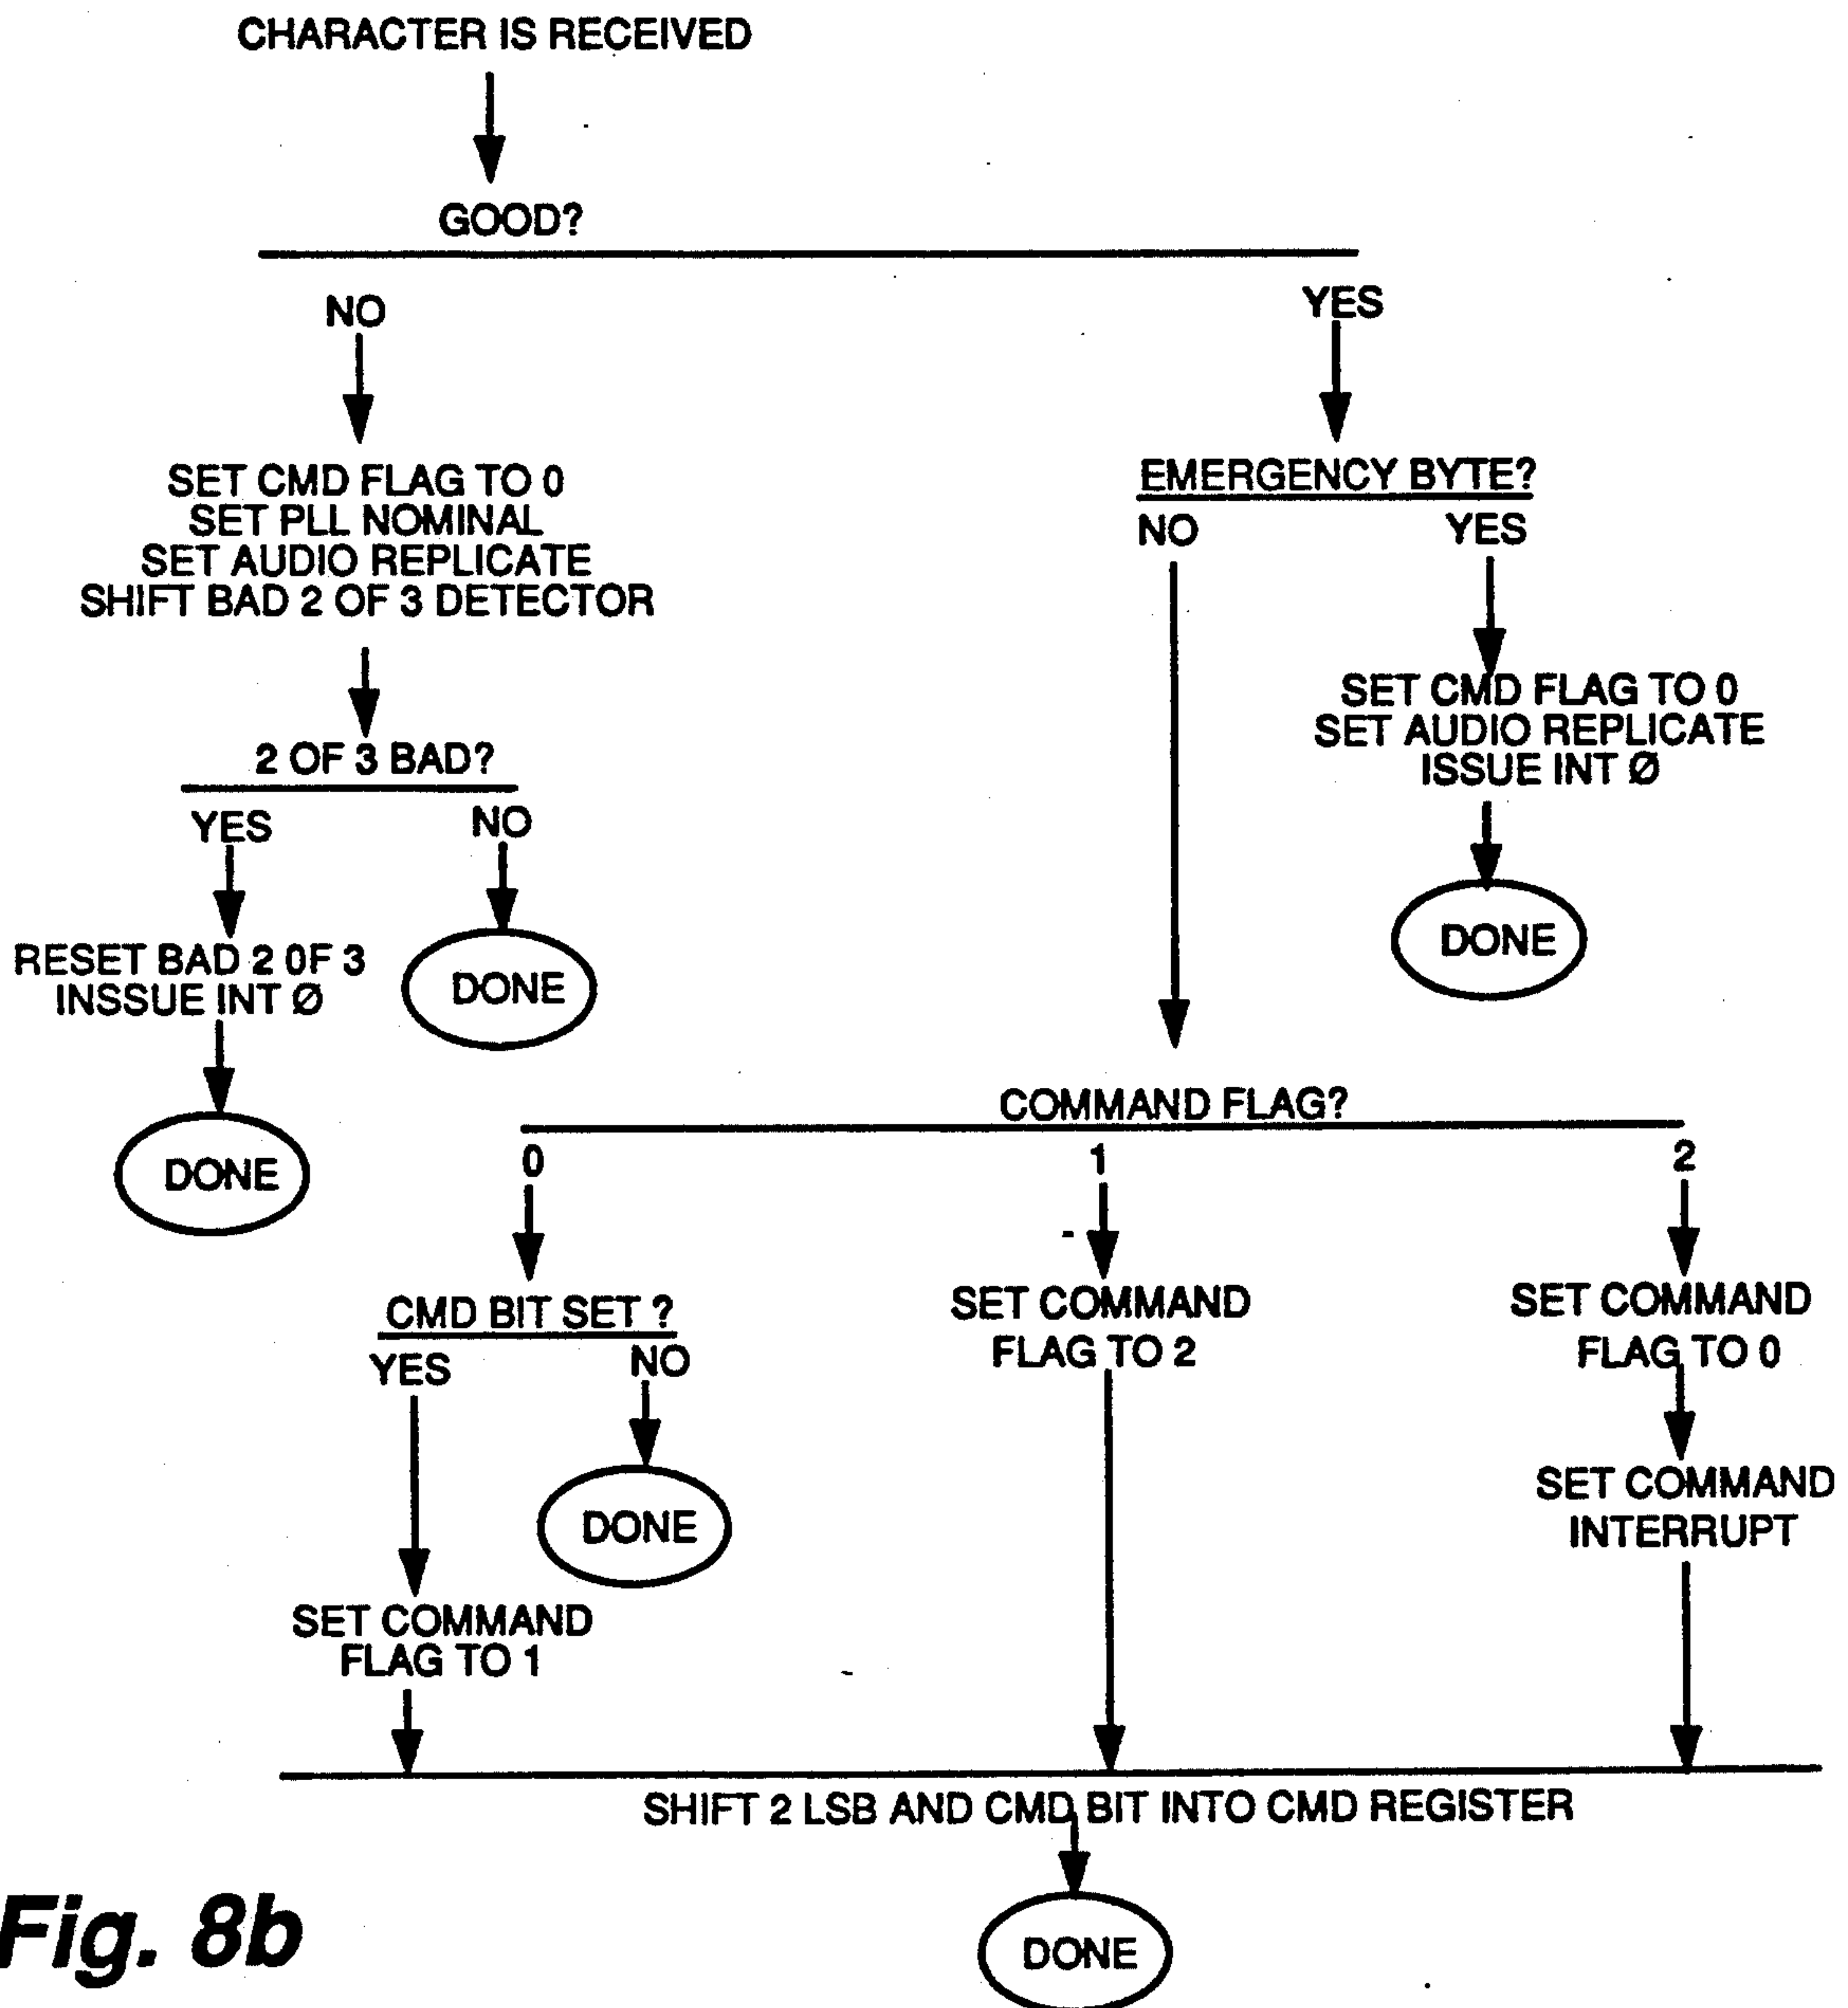 CHARACTER IS RECEIVED
GOOD?
NO
YES
SET CMD FLAG TO 0
SET PLL NOMINAL
SET AUDIO REPLICATE
SHIFT BAD 2 OF 3 DETECTOR
EMERGENCY BYTE?
NO
YES
SET CMD FLAG TO 0
SET AUDIO REPLICATE
ISSUE INT Ø
DONE
2 OF 3 BAD?
YES
NO
RESET BAD 2 0F 3
INSSUE INT Ø
DONE
DONE
COMMAND FLAG?
0
1
2
CMD BIT SET ?
YES
NO
DONE
SET COMMAND
FLAG TO 1
SET COMMAND
FLAG TO 2
SET COMMAND
FLAG TO 0
SET COMMAND
INTERRUPT
SHIFT 2 LSB AND CMD BIT INTO CMD REGISTER
DONE
Fig. 8b